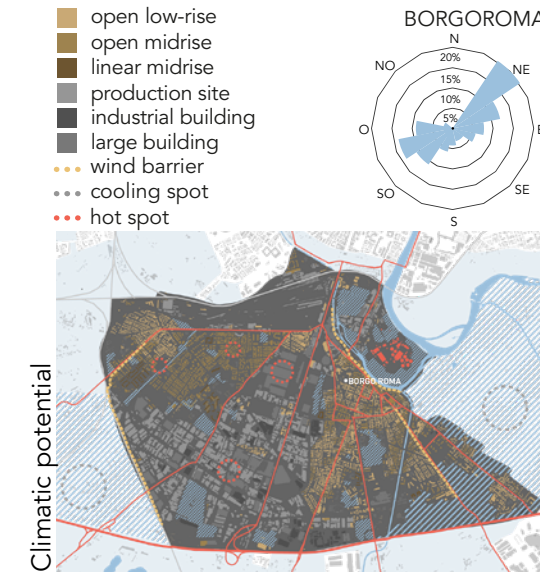 open low-rise
open midrise
linear midrise
production site
industrial building
large building
wind barrier
cooling spot
hot spot
BORGOROMA
N
NO
NE
20%
15%
10%
5%
O
E
SO
SE
S
Climatic potential
BORGO ROMA